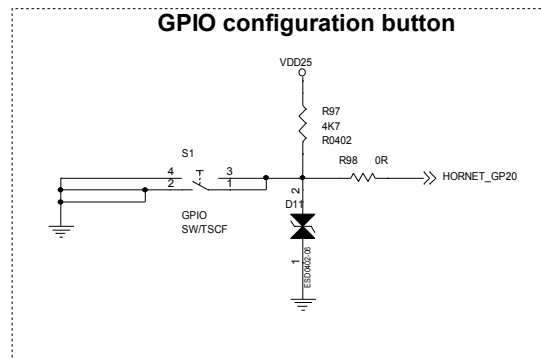 GPIO configuration button
VDD25
R97
4K7
R0402
S1
R98 0R
4 3
2 1
HORNET_GP20
2
D11
GPIO
SW/TSCF
1
ESD0402-05